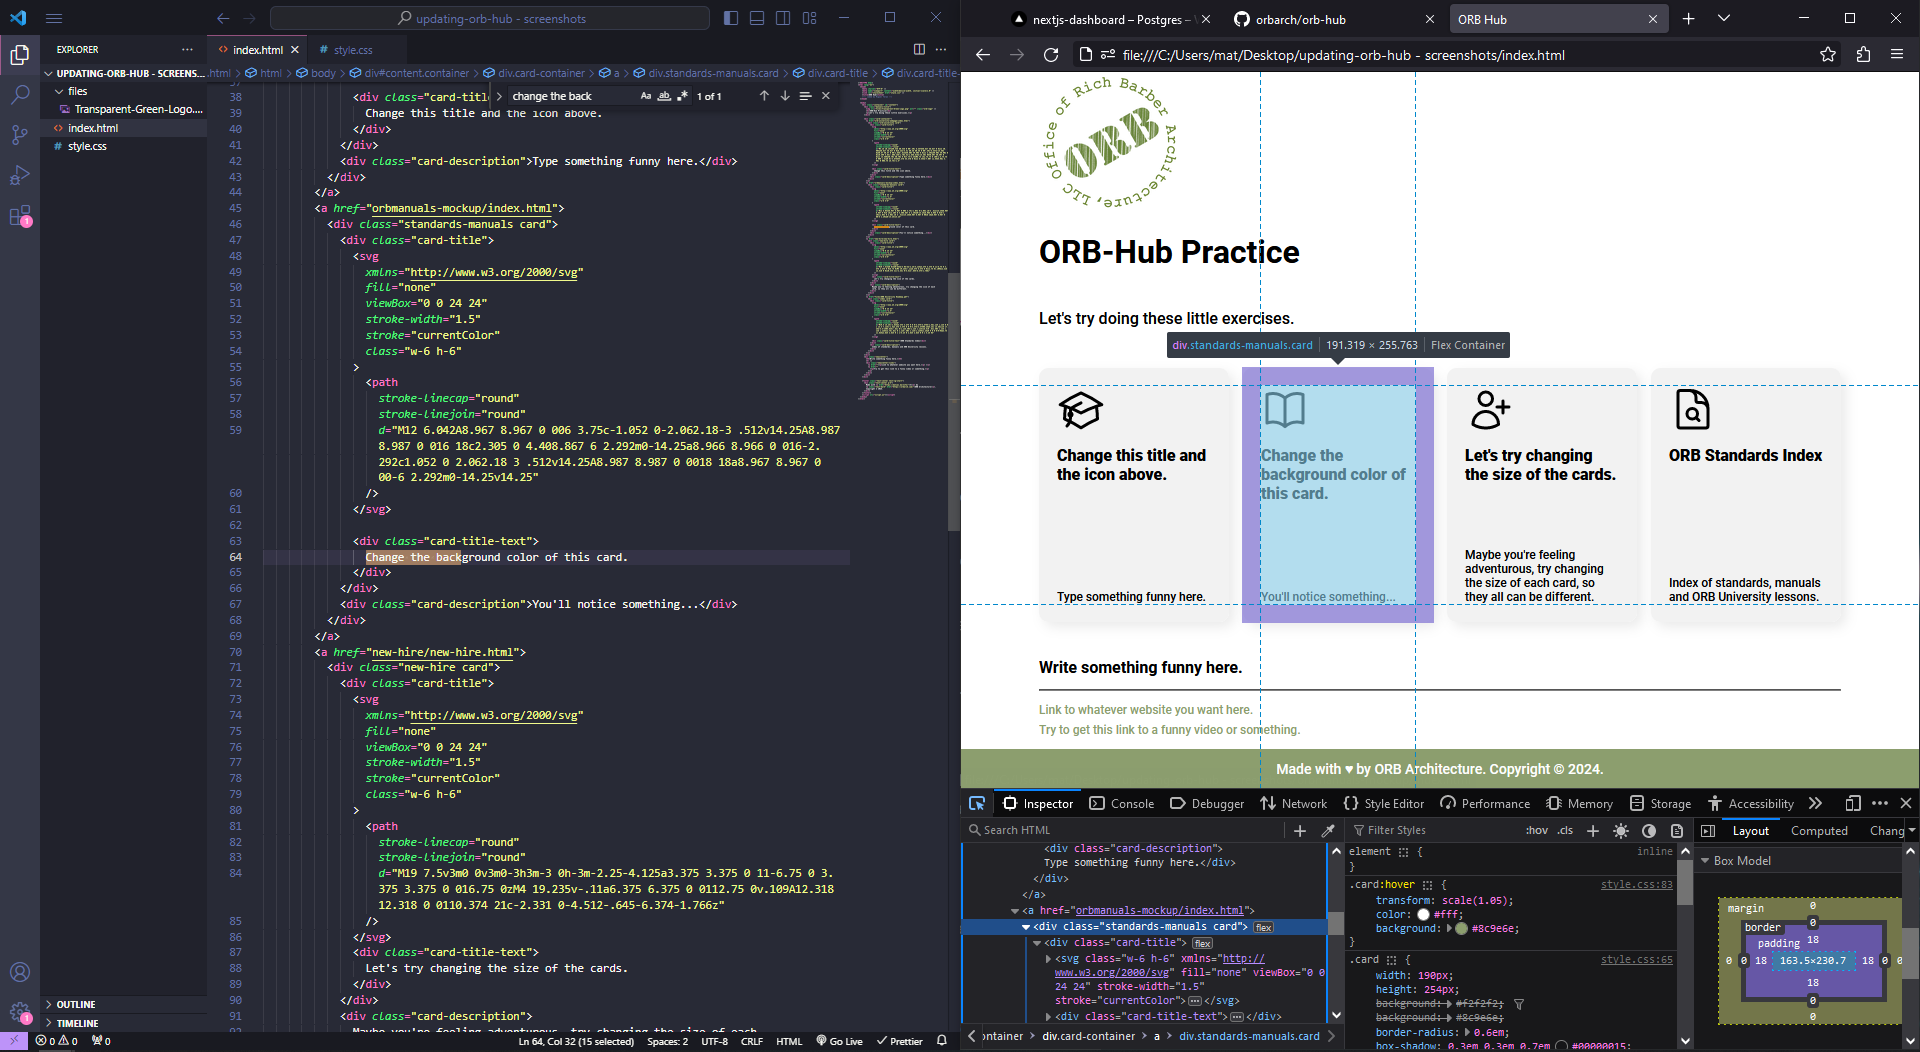 updating-orb-hub - screenshots
EXPLORER
index.html
style.css
UPDATING-ORB-HUB - SCREENS...
files
Transparent-Green-Logo....
index.html
style.css
OUTLINE
TIMELINE
.html > html > body > div#content.container > div.card-container > a > div.standards-manuals.card > div.card-title > div.card-title-
change the back
Aa ab .* 1 of 1
38 <div class="card-title
39 Change this title and the icon above.
40 </div>
41 </div>
42 <div class="card-description">Type something funny here.</div>
43 </div>
44 </a>
45 <a href="orbmanuals-mockup/index.html">
46 <div class="standards-manuals card">
47 <div class="card-title">
48 <svg
49 xmlns="http://www.w3.org/2000/svg"
50 fill="none"
51 viewBox="0 0 24 24"
52 stroke-width="1.5"
53 stroke="currentColor"
54 class="w-6 h-6"
55 >
56 <path
57 stroke-linecap="round"
58 stroke-linejoin="round"
59 d="M12 6.042A8.967 8.967 0 006 3.75c-1.052 0-2.062.18-3 .512v14.25A8.987
8.987 0 016 18c2.305 0 4.408.867 6 2.292m0-14.25a8.966 8.966 0 016-2.
292c1.052 0 2.062.18 3 .512v14.25A8.987 8.987 0 0018 18a8.967 8.967 0
00-6 2.292m0-14.25v14.25"
60 />
61 </svg>
62
63 <div class="card-title-text">
64 Change the background color of this card.
65 </div>
66 </div>
67 <div class="card-description">You'll notice something...</div>
68 </div>
69 </a>
70 <a href="new-hire/new-hire.html">
71 <div class="new-hire card">
72 <div class="card-title">
73 <svg
74 xmlns="http://www.w3.org/2000/svg"
75 fill="none"
76 viewBox="0 0 24 24"
77 stroke-width="1.5"
78 stroke="currentColor"
79 class="w-6 h-6"
80 >
81 <path
82 stroke-linecap="round"
83 stroke-linejoin="round"
84 d="M19 7.5v3m0 0v3m0-3h3m-3 0h-3m-2.25-4.125a3.375 3.375 0 11-6.75 0 3.
375 3.375 0 016.75 0zM4 19.235v-.11a6.375 6.375 0 0112.75 0v.109A12.318
12.318 0 0110.374 21c-2.331 0-4.512-.645-6.374-1.766z"
85 />
86 </svg>
87 <div class="card-title-text">
88 Let's try changing the size of the cards.
89 </div>
90 </div>
91 <div class="card-description">
Maybe you're feeling adventurous, try changing the size of each
0 0 0
Ln 64, Col 32 (15 selected) Spaces: 2 UTF-8 CRLF HTML Go Live Prettier
nextjs-dashboard – Postgres –
orbarch/orb-hub
ORB Hub
file:///C:/Users/mat/Desktop/updating-orb-hub - screenshots/index.html
Office of Rich Barber Architecture, LLC
ORB
ORB-Hub Practice
Let's try doing these little exercises.
div.standards-manuals.card 191.319 × 255.763 Flex Container
Change this title and
the icon above.
Type something funny here.
Change the
background color of
this card.
You'll notice something...
Let's try changing
the size of the cards.
Maybe you're feeling
adventurous, try changing
the size of each card, so
they all can be different.
ORB Standards Index
Index of standards, manuals
and ORB University lessons.
Write something funny here.
Link to whatever website you want here.
Try to get this link to a funny video or something.
Made with ♥ by ORB Architecture. Copyright © 2024.
Inspector Console Debugger Network Style Editor Performance Memory Storage Accessibility
Search HTML
<div class="card-description">
Type something funny here.</div>
</div>
</a>
<a href="orbmanuals-mockup/index.html">
<div class="standards-manuals card"> flex
<div class="card-title"> flex
<svg class="w-6 h-6" xmlns="http://
www.w3.org/2000/svg" fill="none" viewBox="0 0
24 24" stroke-width="1.5"
stroke="currentColor"> </svg>
<div class="card-title-text"> </div>
ontainer > div.card-container > a > div.standards-manuals.card
Filter Styles :hov .cls
element { inline
}
.card:hover { style.css:83
transform: scale(1.05);
color: #fff;
background: #8c9e6e;
}
.card { style.css:65
width: 190px;
height: 254px;
background: #f2f2f2;
background: #8c9e6e;
border-radius: 0.6em;
box-shadow: 0.3em 0.3em 0.7em #00000015;
Layout Computed Chang
Box Model
margin 0
border 0
padding 18
0 0 18 163.5×230.7 18 0 0
18
0
0